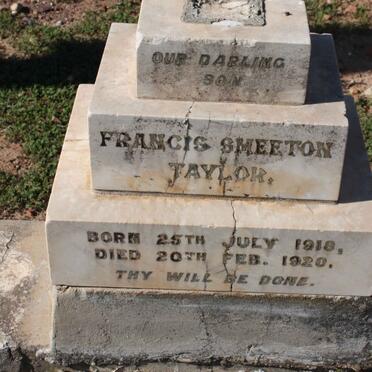 OUR DARLING
SON
FRANCIS SMEETON
TAYLOR.
BORN 25TH JULY 1918,
DIED 20TH FEB. 1920.
THY WILL BE DONE.